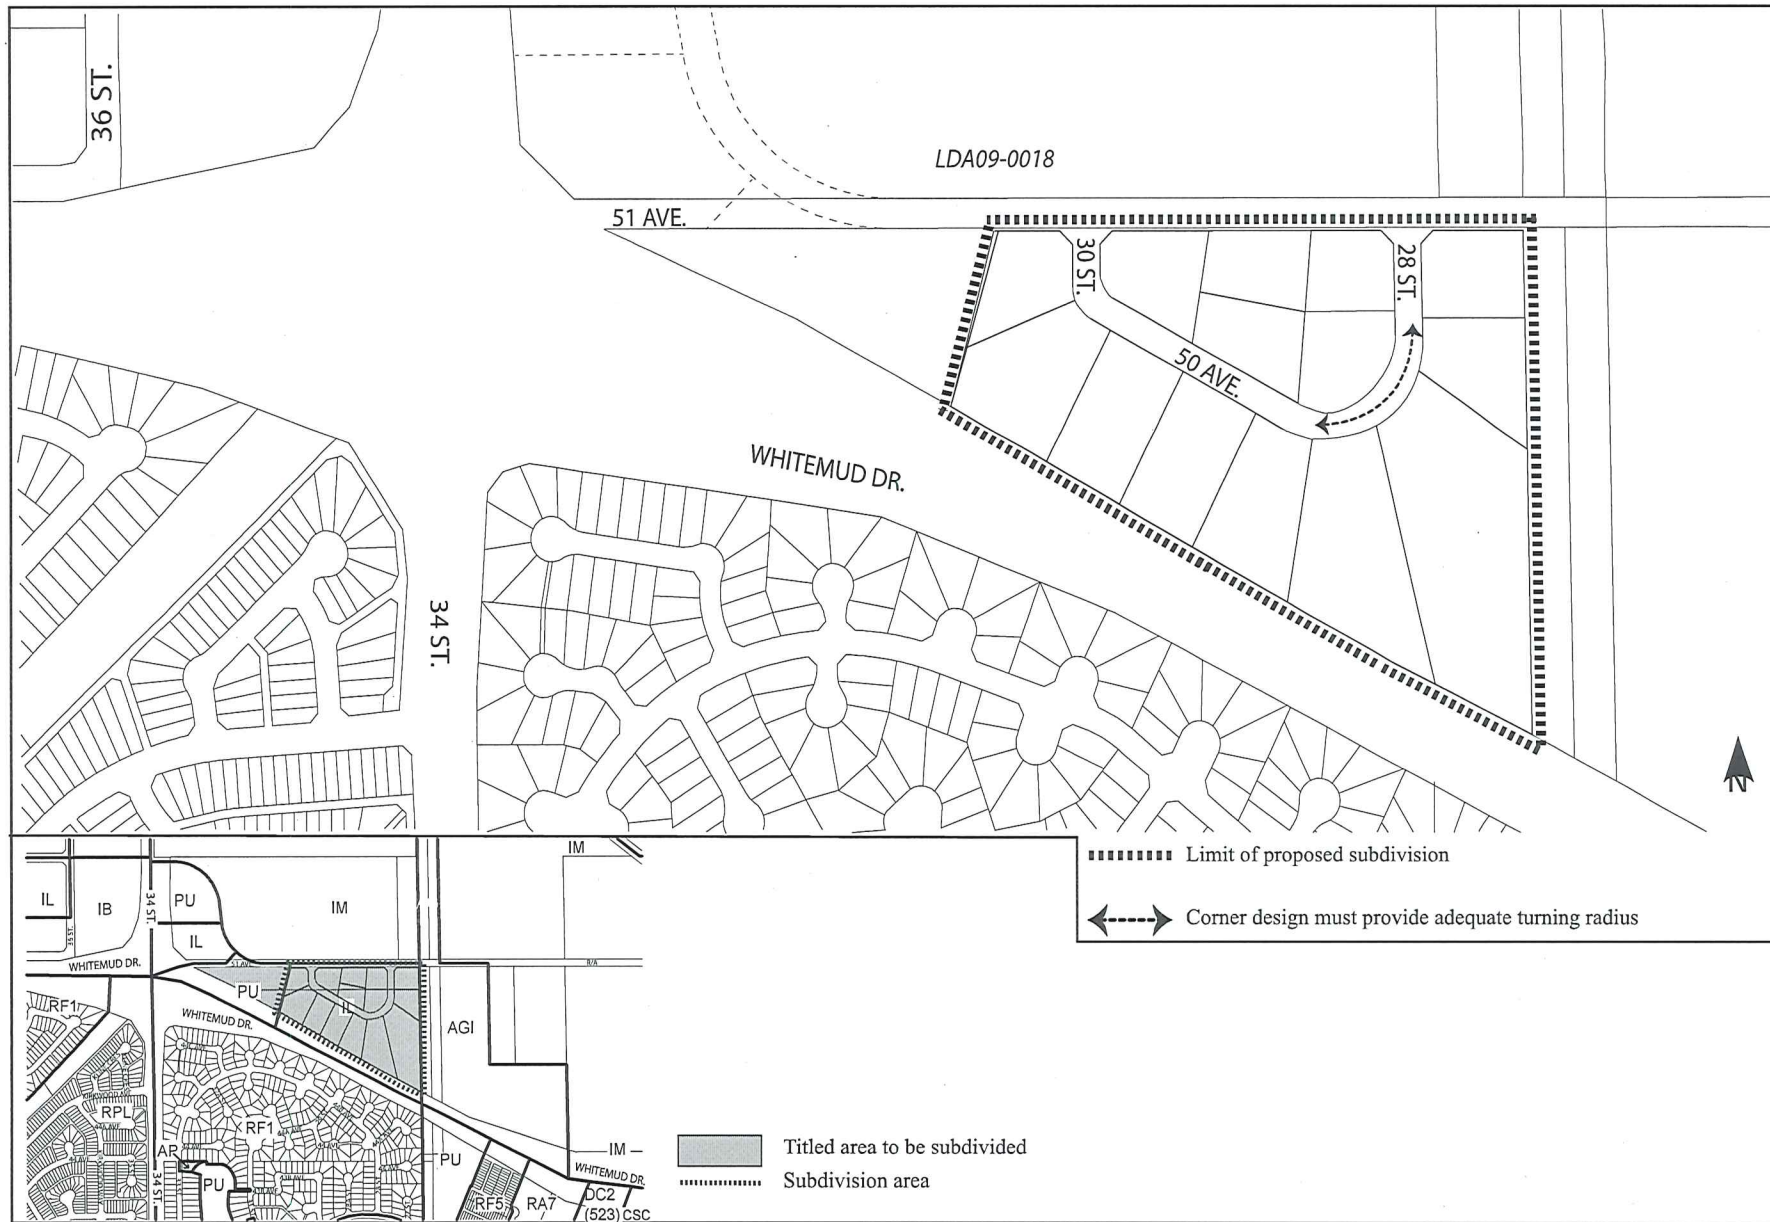 36 ST.
LDA09-0018
51 AVE.
30 ST.
28 ST.
50 AVE.
WHITEMUD DR.
34 ST.
N
Limit of proposed subdivision
Corner design must provide adequate turning radius
IM
IL
IB
34 ST.
PU
IM
IL
WHITEMUD DR.
51 AVE
PU
IL
RF1
WHITEMUD DR.
AGI
RPL
RF1
AP
PU
34 ST.
PU
IM
WHITEMUD DR.
RF5
RA7
DC2
(523) CSC
Titled area to be subdivided
Subdivision area